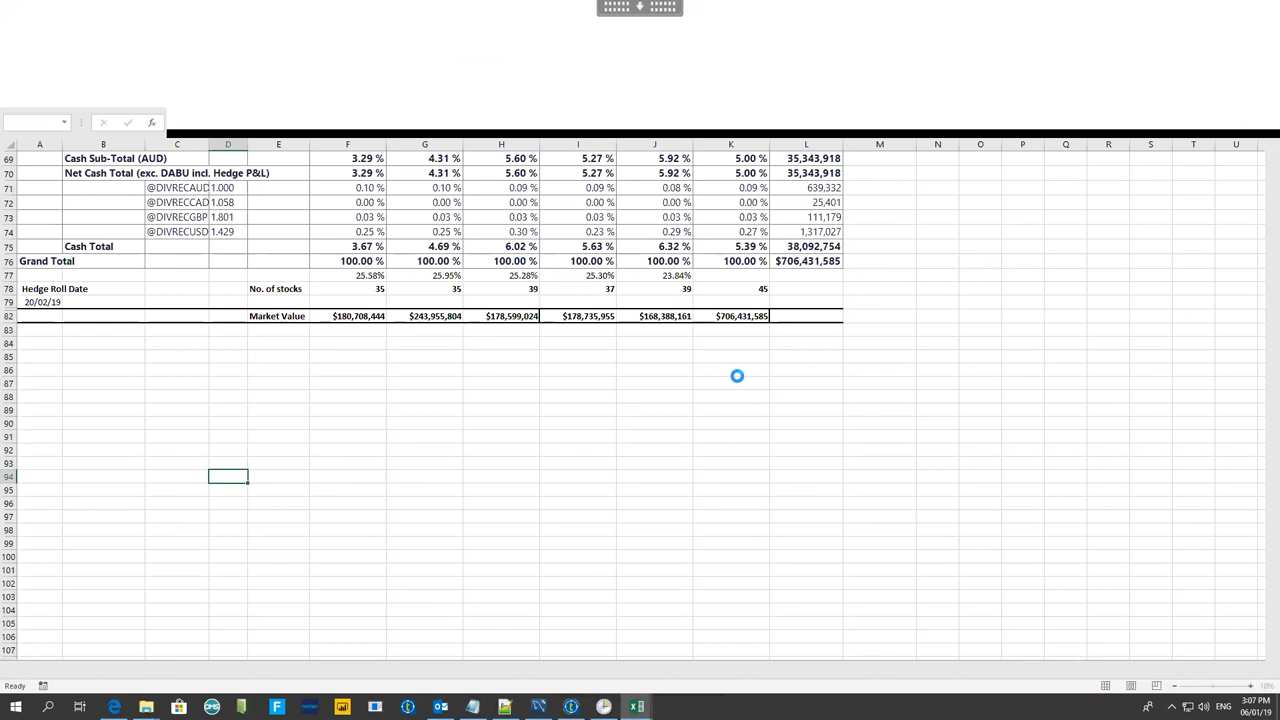 fx
A B C D E F G H I J K L M N O P Q R S T U
69 Cash Sub-Total (AUD) 3.29 % 4.31 % 5.60 % 5.27 % 5.92 % 5.00 % 35,343,918
70 Net Cash Total (exc. DABU incl. Hedge P&L) 3.29 % 4.31 % 5.60 % 5.27 % 5.92 % 5.00 % 35,343,918
71 @DIVRECAUD 1.000 0.10 % 0.10 % 0.09 % 0.09 % 0.08 % 0.09 % 639,332
72 @DIVRECCAD 1.058 0.00 % 0.00 % 0.00 % 0.00 % 0.00 % 0.00 % 25,401
73 @DIVRECGBP 1.801 0.03 % 0.03 % 0.03 % 0.03 % 0.03 % 0.03 % 111,179
74 @DIVRECUSD 1.429 0.25 % 0.25 % 0.30 % 0.23 % 0.29 % 0.27 % 1,317,027
75 Cash Total 3.67 % 4.69 % 6.02 % 5.63 % 6.32 % 5.39 % 38,092,754
76 Grand Total 100.00 % 100.00 % 100.00 % 100.00 % 100.00 % 100.00 % $706,431,585
77 25.58% 25.95% 25.28% 25.30% 23.84%
78 Hedge Roll Date No. of stocks 35 35 39 37 39 45
79 20/02/19
82 Market Value $180,708,444 $243,955,804 $178,599,024 $178,735,955 $168,388,161 $706,431,585
83
84
85
86
87
88
89
90
91
92
93
94
95
96
97
98
99
100
101
102
103
104
105
106
107
Ready 10%
ENG 3:07 PM
06/01/19